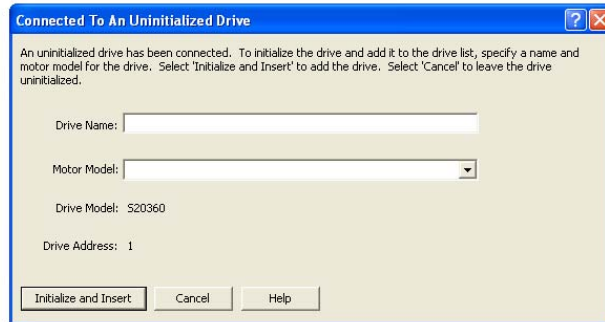 Connected To An Uninitialized Drive
An uninitialized drive has been connected. To initialize the drive and add it to the drive list, specify a name and
motor model for the drive. Select 'Initialize and Insert' to add the drive. Select 'Cancel' to leave the drive
uninitialized.
Drive Name:
Motor Model:
Drive Model: S20360
Drive Address: 1
Initialize and Insert Cancel Help